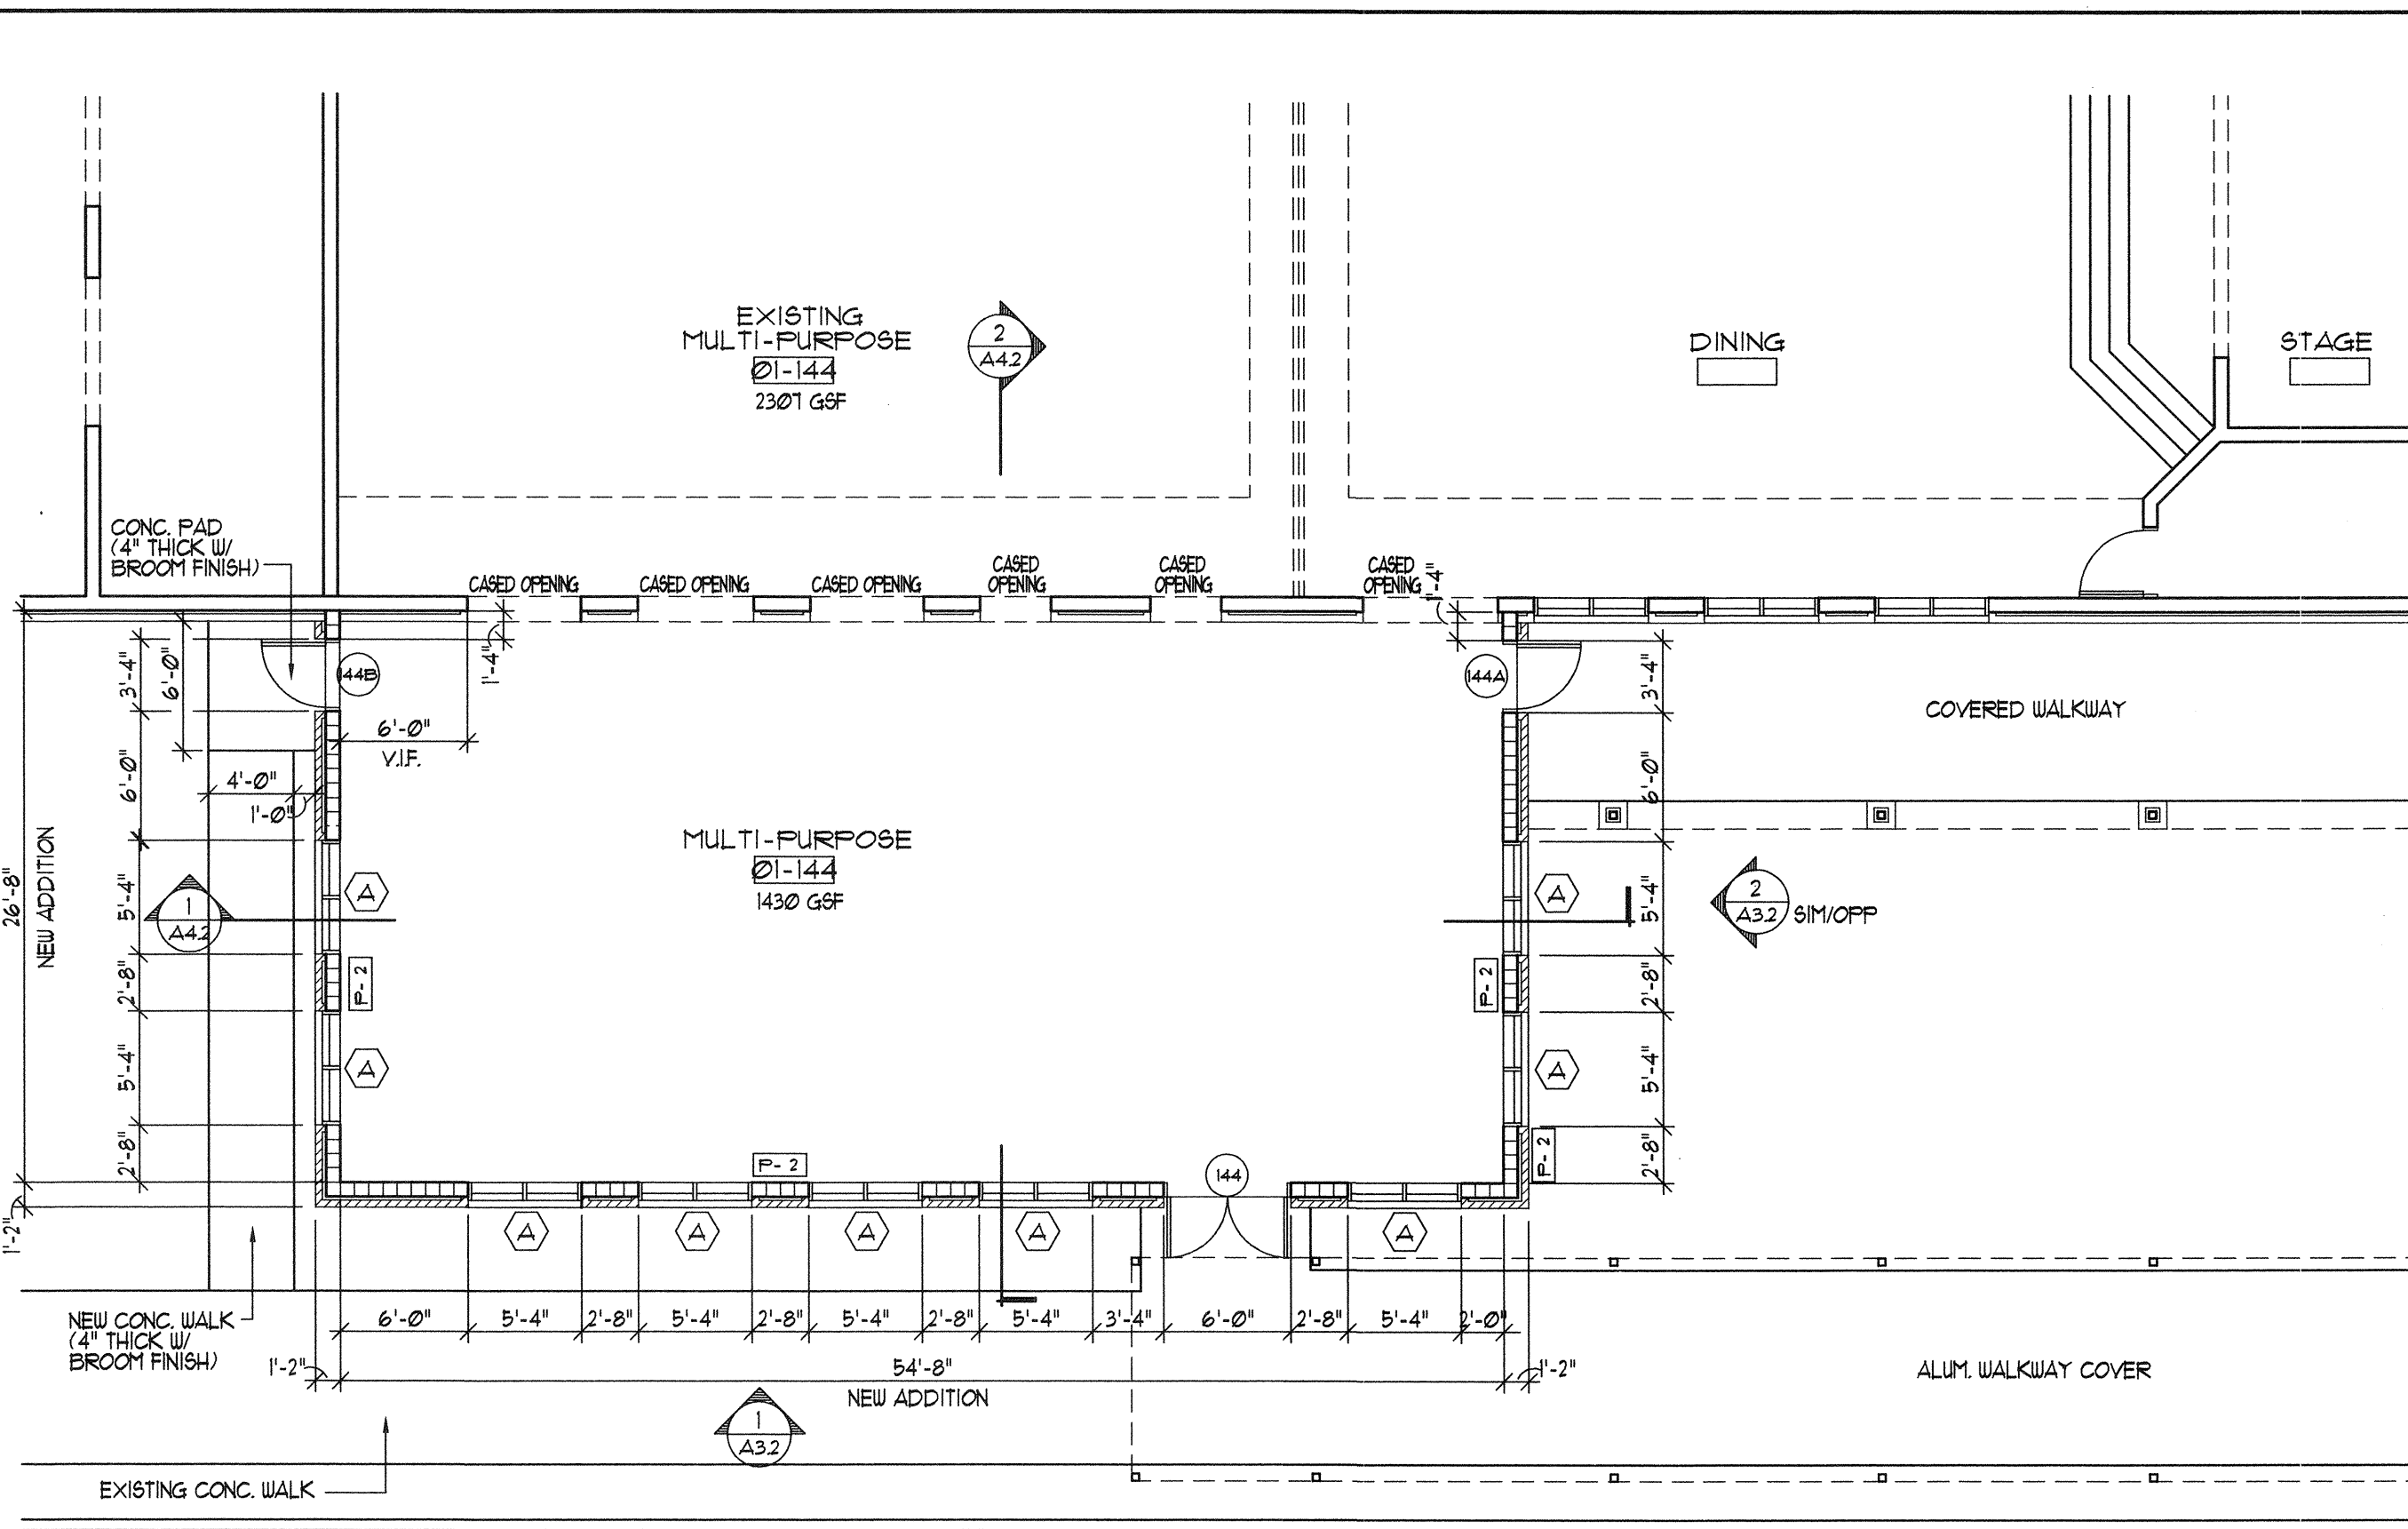 EXISTING
MULTI-PURPOSE
Ø1-144
2307 GSF
2
A4.2
DINING
STAGE
CONC. PAD
(4" THICK W/
BROOM FINISH)
CASED OPENING
CASED OPENING
CASED OPENING
CASED
OPENING
CASED
OPENING
CASED
OPENING
1'-4"
1'-4"
3'-4"
6'-0"
144B
144A
3'-4"
COVERED WALKWAY
6'-0"
V.I.F.
6'-0"
4'-0"
1'-0"
6'-0"
MULTI-PURPOSE
Ø1-144
1430 GSF
26'-8"
NEW ADDITION
5'-4"
1
A4.2
A
A
5'-4"
2
A3.2
SIM/OPP
2'-8"
P-2
P-2
2'-8"
5'-4"
A
A
5'-4"
2'-8"
P-2
144
P-2
2'-8"
1'-2"
A
A
A
A
A
NEW CONC. WALK
(4" THICK W/
BROOM FINISH)
6'-0"
5'-4"
2'-8"
5'-4"
2'-8"
5'-4"
2'-8"
5'-4"
3'-4"
6'-0"
2'-8"
5'-4"
2'-0"
1'-2"
54'-8"
1'-2"
NEW ADDITION
ALUM. WALKWAY COVER
1
A3.2
EXISTING CONC. WALK